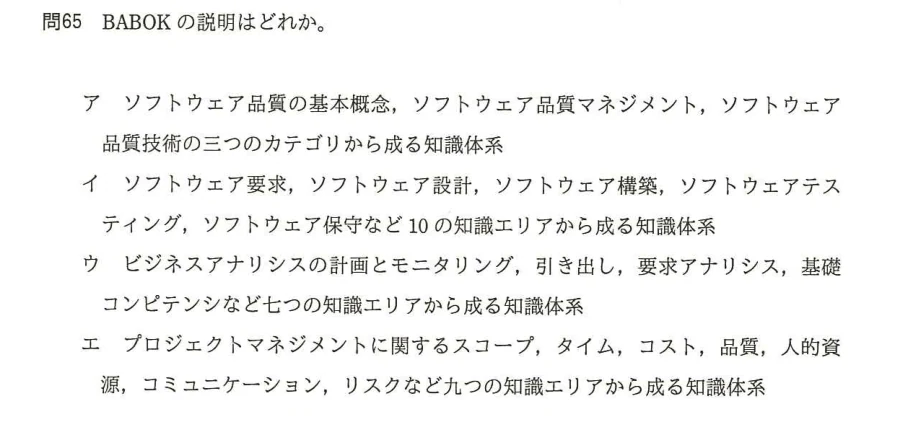 問65 BABOK の説明はどれか。
ア ソフトウェア品質の基本概念，ソフトウェア品質マネジメント，ソフトウェア
品質技術の三つのカテゴリから成る知識体系
イ ソフトウェア要求，ソフトウェア設計，ソフトウェア構築，ソフトウェアテス
ティング，ソフトウェア保守など 10 の知識エリアから成る知識体系
ウ ビジネスアナリシスの計画とモニタリング，引き出し，要求アナリシス，基礎
コンピテンシなど七つの知識エリアから成る知識体系
エ プロジェクトマネジメントに関するスコープ，タイム，コスト，品質，人的資
源，コミュニケーション，リスクなど九つの知識エリアから成る知識体系